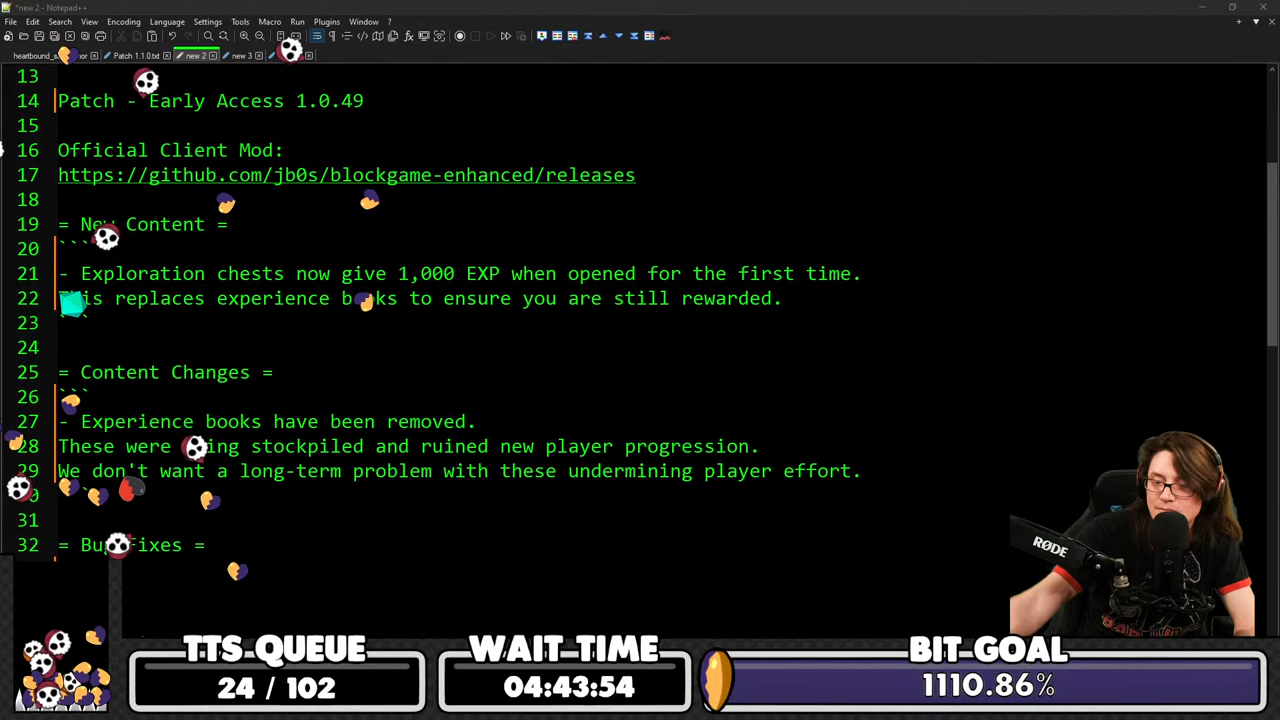 *new 2 - Notepad++
File Edit Search View Encoding Language Settings Tools Macro Run Plugins Window ?
Patch 1.1.0.txt new 2 new 3
13
14 Patch - Early Access 1.0.49
15
16 Official Client Mod:
17 https://github.com/jb0s/blockgame-enhanced/releases
18
19 = New Content =
20 ```
21 - Exploration chests now give 1,000 EXP when opened for the first time.
22 This replaces experience books to ensure you are still rewarded.
23 ```
24
25 = Content Changes =
26 ```
27 - Experience books have been removed.
28 These were being stockpiled and ruined new player progression.
29 We don't want a long-term problem with these undermining player effort.
31
32 = Bug Fixes =
RØDE
TTS QUEUE
24 / 102
WAIT TIME
04:43:54
BIT GOAL
1110.86%